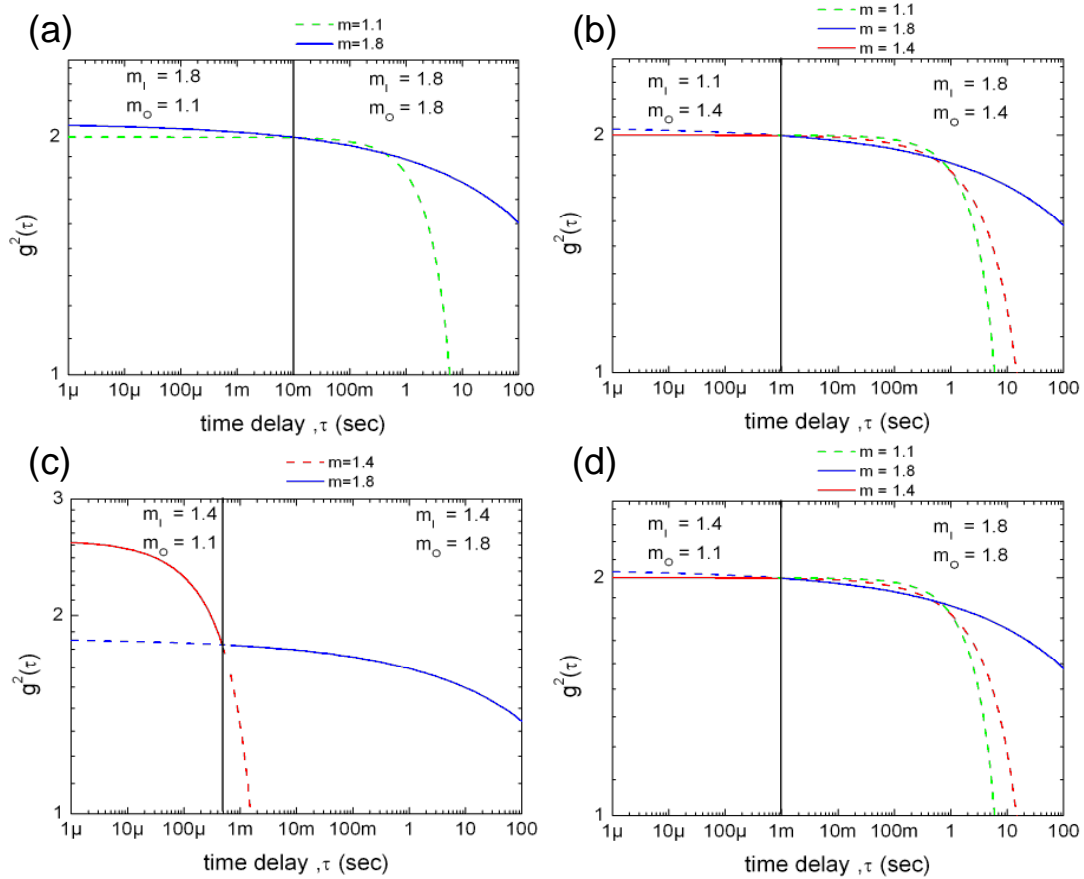 (a)
m=1.1
m=1.8
m_I = 1.8
m_O = 1.1
m_I = 1.8
m_O = 1.8
2
1
g²(τ)
1µ 10µ 100µ 1m 10m 100m 1 10 100
time delay ,τ (sec)
(b)
m = 1.1
m = 1.8
m = 1.4
m_I = 1.1
m_O = 1.4
m_I = 1.8
m_O = 1.4
2
1
g²(τ)
1µ 10µ 100µ 1m 10m 100m 1 10 100
time delay ,τ (sec)
(c)
m=1.4
m=1.8
m_I = 1.4
m_O = 1.1
m_I = 1.4
m_O = 1.8
3
2
1
g²(τ)
1µ 10µ 100µ 1m 10m 100m 1 10 100
time delay ,τ (sec)
(d)
m = 1.1
m = 1.8
m = 1.4
m_I = 1.4
m_O = 1.1
m_I = 1.8
m_O = 1.8
2
1
g²(τ)
1µ 10µ 100µ 1m 10m 100m 1 10 100
time delay ,τ (sec)